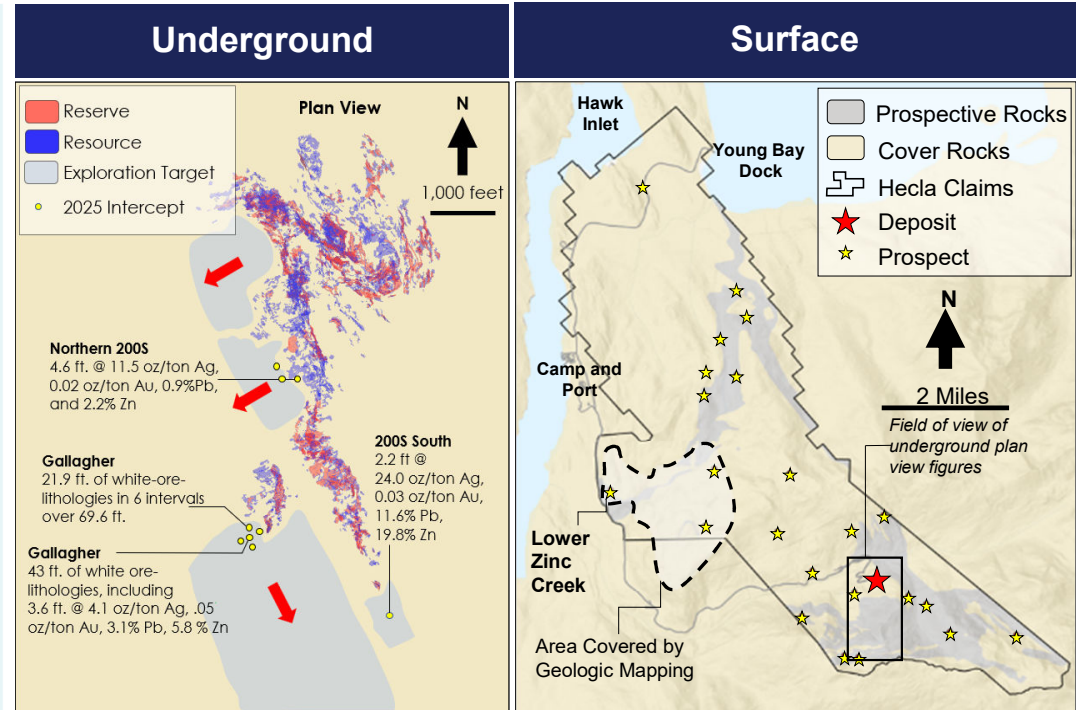 Underground
Reserve
Resource
Exploration Target
2025 Intercept
Plan View
N
1,000 feet
Northern 200S
4.6 ft. @ 11.5 oz/ton Ag,
0.02 oz/ton Au, 0.9%Pb,
and 2.2% Zn
Gallagher
21.9 ft. of white-ore-
lithologies in 6 intervals
over 69.6 ft.
200S South
2.2 ft @
24.0 oz/ton Ag,
0.03 oz/ton Au,
11.6% Pb,
19.8% Zn
Gallagher
43 ft. of white ore-
lithologies, including
3.6 ft. @ 4.1 oz/ton Ag, .05
oz/ton Au, 3.1% Pb, 5.8 % Zn
Surface
Hawk
Inlet
Young Bay
Dock
Prospective Rocks
Cover Rocks
Hecla Claims
Deposit
Prospect
N
2 Miles
Camp and
Port
Field of view of
underground plan
view figures
Lower
Zinc
Creek
Area Covered by
Geologic Mapping